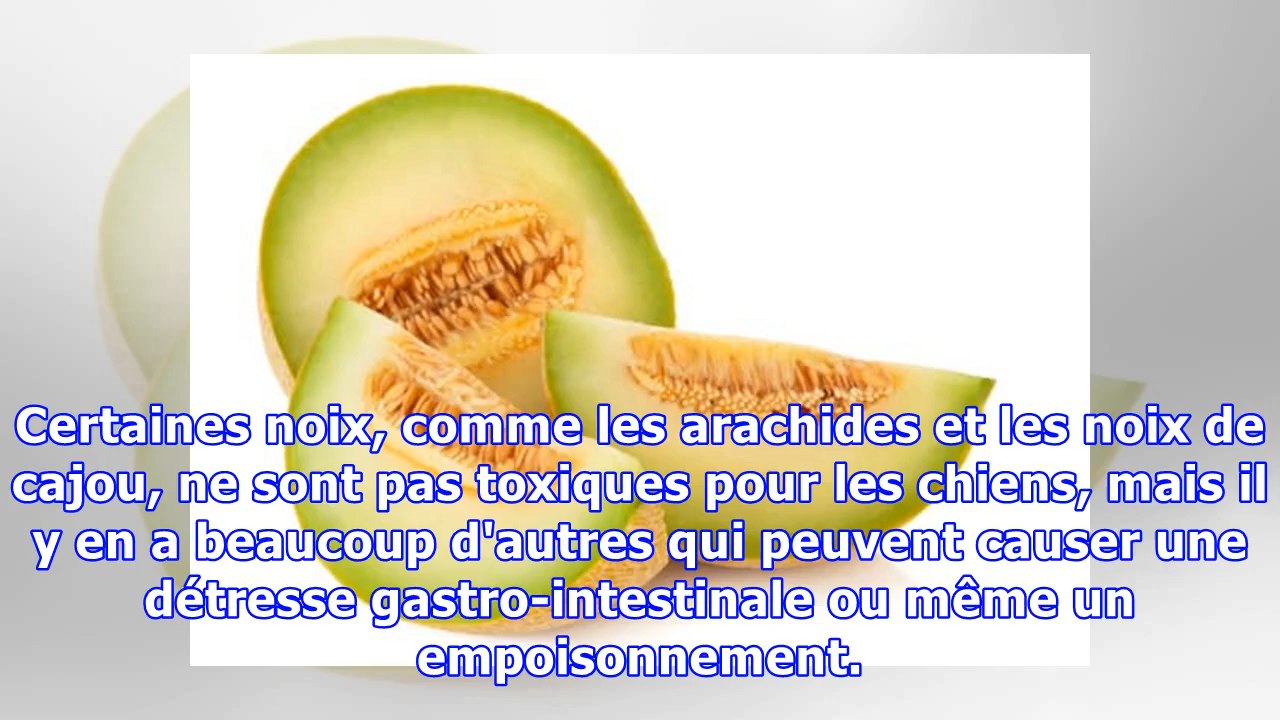 Certaines noix, comme les arachides et les noix de
cajou, ne sont pas toxiques pour les chiens, mais il
y en a beaucoup d'autres qui peuvent causer une
détresse gastro-intestinale ou même un
empoisonnement.